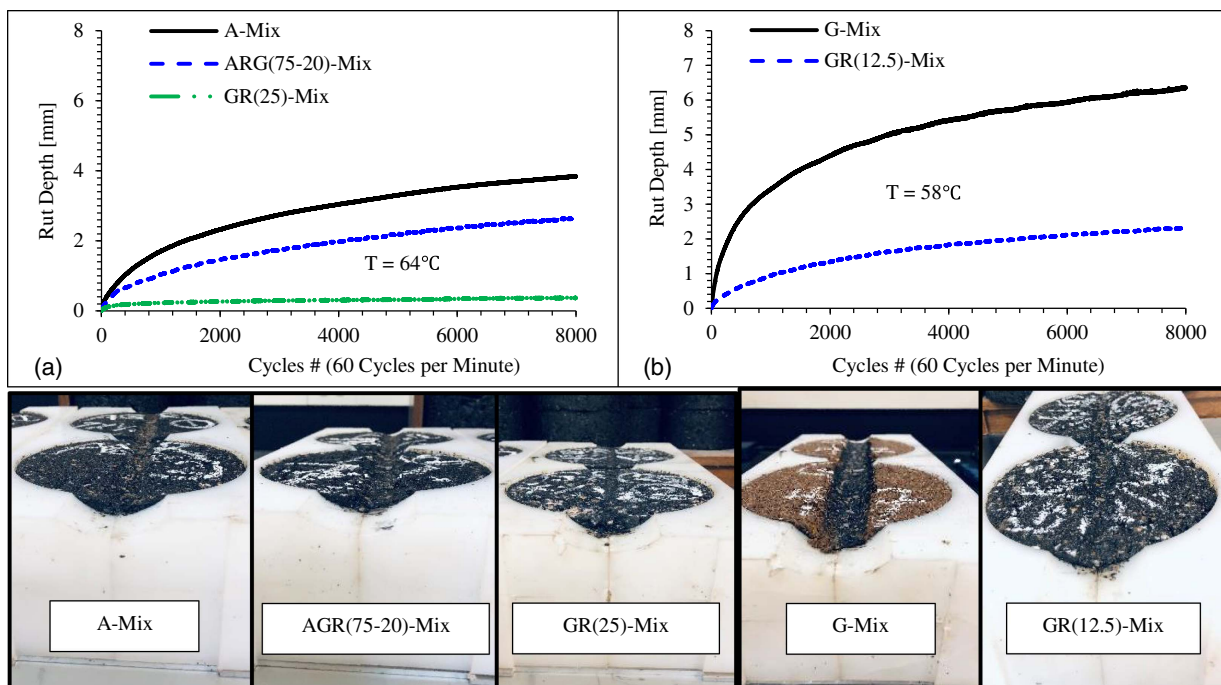 A-Mix
ARG(75-20)-Mix
GR(25)-Mix
Rut Depth [mm]
8
6
4
2
0
T = 64℃
0 2000 4000 6000 8000
Cycles # (60 Cycles per Minute)
(a)
G-Mix
GR(12.5)-Mix
Rut Depth [mm]
8
7
6
5
4
3
2
1
0
T = 58℃
0 2000 4000 6000 8000
Cycles # (60 Cycles per Minute)
(b)
A-Mix
AGR(75-20)-Mix
GR(25)-Mix
G-Mix
GR(12.5)-Mix